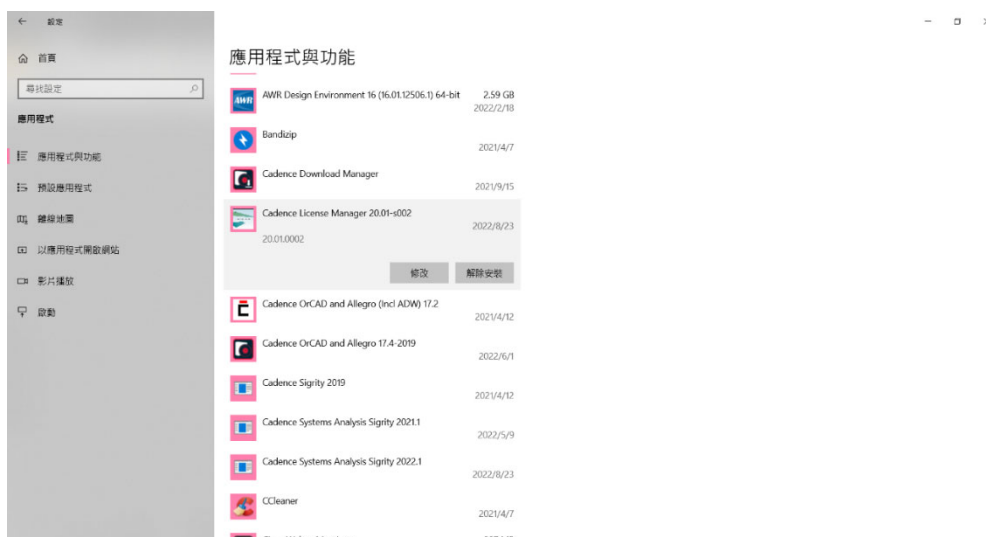 設定
首頁
尋找設定
應用程式
應用程式與功能
預設應用程式
離線地圖
以應用程式開啟網站
影片播放
啟動
應用程式與功能
AWR
AWR Design Environment 16 (16.01.12506.1) 64-bit 2.59 GB
2022/2/18
Bandizip
2021/4/7
Cadence Download Manager
2021/9/15
Cadence License Manager 20.01-s002
2022/8/23
20.01.0002
修改 解除安裝
Cadence OrCAD and Allegro (Incl ADW) 17.2
2021/4/12
Cadence OrCAD and Allegro 17.4-2019
2022/6/1
Cadence Sigrity 2019
2021/4/12
Cadence Systems Analysis Sigrity 2021.1
2022/5/9
Cadence Systems Analysis Sigrity 2022.1
2022/8/23
CCleaner
2021/4/7